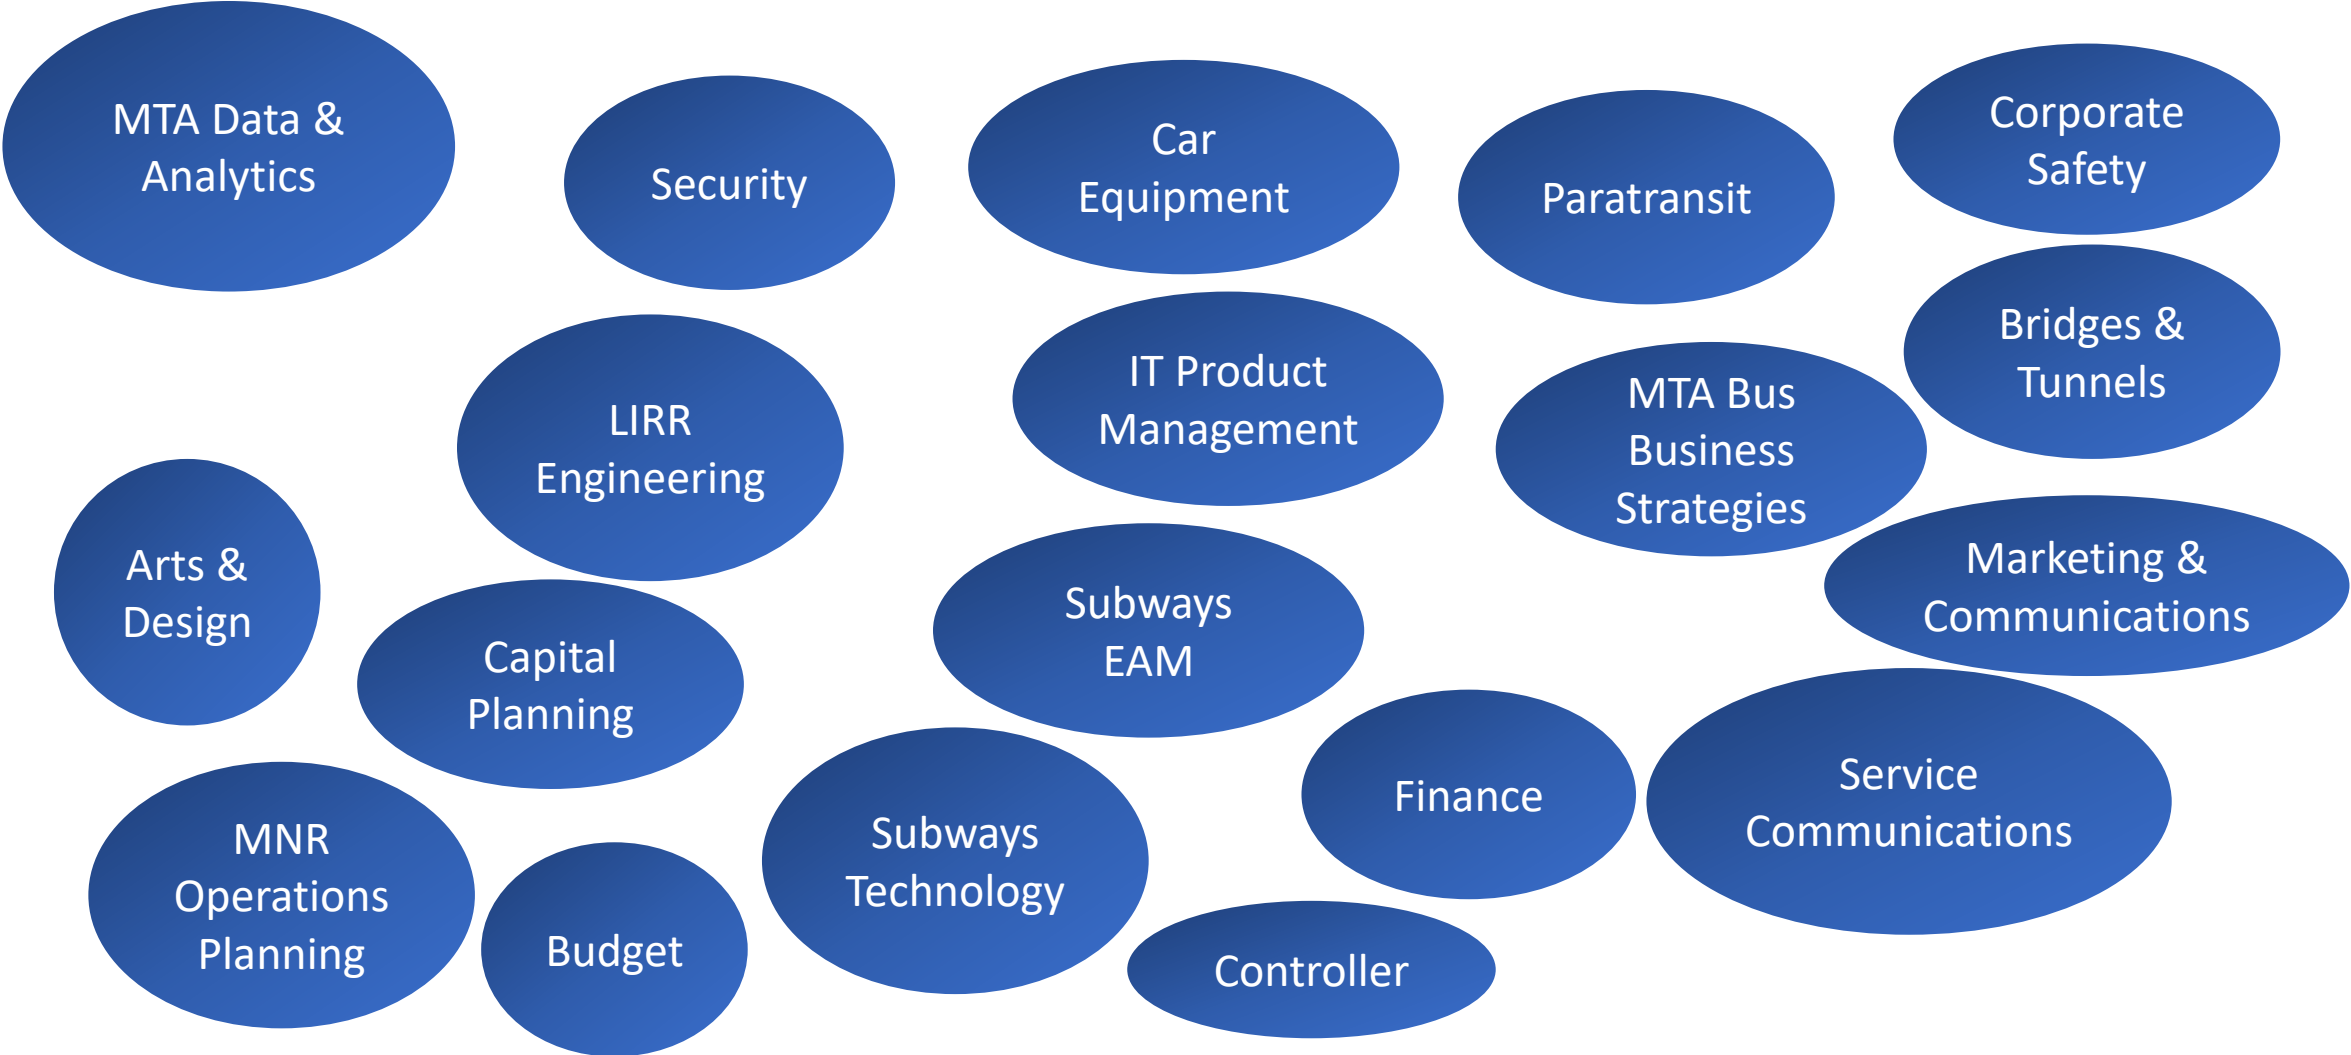 MTA Data &
Analytics
Security
Car
Equipment
Paratransit
Corporate
Safety
LIRR
Engineering
IT Product
Management
MTA Bus
Business
Strategies
Bridges &
Tunnels
Arts &
Design
Capital
Planning
Subways
EAM
Marketing &
Communications
MNR
Operations
Planning
Budget
Subways
Technology
Finance
Controller
Service
Communications